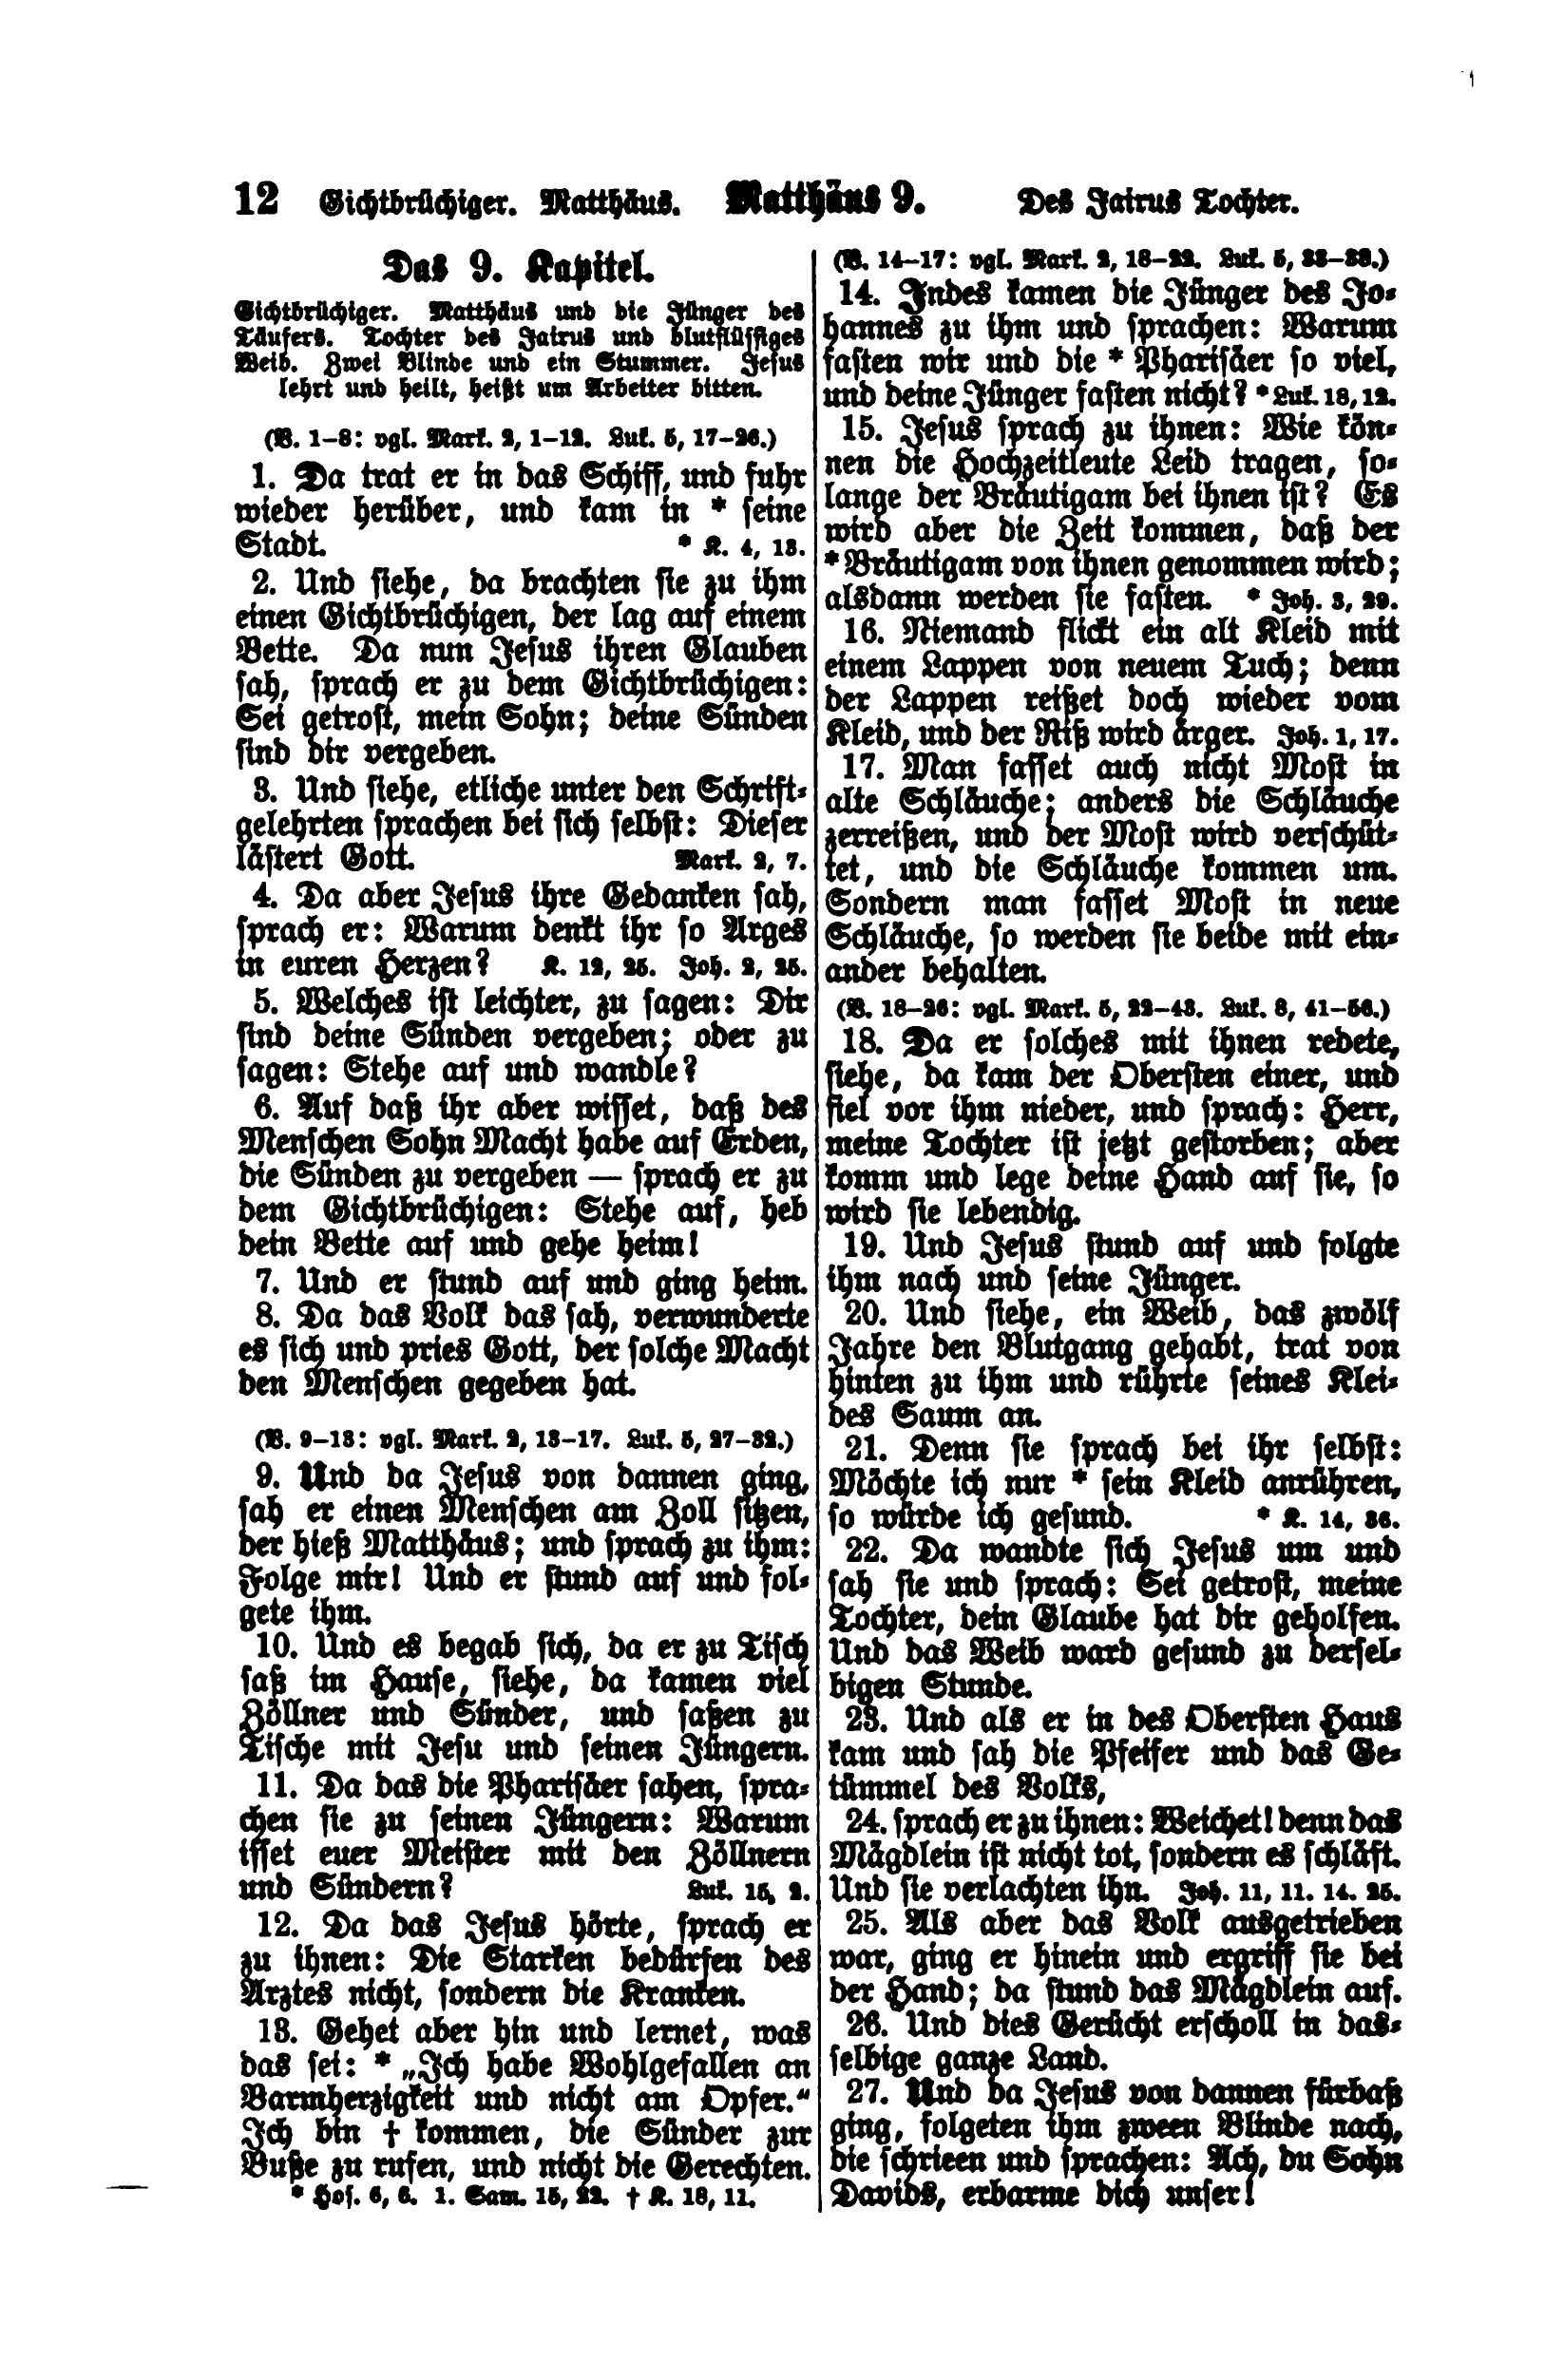 12 Gichtbrüchiger. Matthäus. Matthäus 9. Des Jairus Tochter.
Das 9. Kapitel.
Gichtbrüchiger. Matthäus und die Jünger des
Täufers. Tochter des Jairus und blutflüssiges
Weib. Zwei Blinde und ein Stummer. Jesus
lehrt und heilt, heißt um Arbeiter bitten.
(V. 1–8: vgl. Mark. 2, 1–12. Luk. 5, 17–26.)
1. Da trat er in das Schiff, und fuhr
wieder herüber, und kam in * seine
Stadt. * K. 4, 13.
2. Und siehe, da brachten sie zu ihm
einen Gichtbrüchigen, der lag auf einem
Bette. Da nun Jesus ihren Glauben
sah, sprach er zu dem Gichtbrüchigen:
Sei getrost, mein Sohn; deine Sünden
sind dir vergeben.
3. Und siehe, etliche unter den Schrift-
gelehrten sprachen bei sich selbst: Dieser
lästert Gott. Mark. 2, 7.
4. Da aber Jesus ihre Gedanken sah,
sprach er: Warum denkt ihr so Arges
in euren Herzen? K. 12, 25. Joh. 2, 25.
5. Welches ist leichter, zu sagen: Dir
sind deine Sünden vergeben; oder zu
sagen: Stehe auf und wandle?
6. Auf daß ihr aber wisset, daß des
Menschen Sohn Macht habe auf Erden,
die Sünden zu vergeben — sprach er zu
dem Gichtbrüchigen: Stehe auf, heb
dein Bette auf und gehe heim!
7. Und er stund auf und ging heim.
8. Da das Volk das sah, verwunderte
es sich und pries Gott, der solche Macht
den Menschen gegeben hat.
(V. 9–13: vgl. Mark. 2, 13–17. Luk. 5, 27–32.)
9. Und da Jesus von dannen ging,
sah er einen Menschen am Zoll sitzen,
der hieß Matthäus; und sprach zu ihm:
Folge mir! Und er stund auf und fol-
gete ihm.
10. Und es begab sich, da er zu Tisch
saß im Hause, siehe, da kamen viel
Zöllner und Sünder, und saßen zu
Tische mit Jesu und seinen Jüngern.
11. Da das die Pharisäer sahen, spra-
chen sie zu seinen Jüngern: Warum
isset euer Meister mit den Zöllnern
und Sündern? Luk. 15, 2.
12. Da das Jesus hörte, sprach er
zu ihnen: Die Starken bedürfen des
Arztes nicht, sondern die Kranken.
13. Gehet aber hin und lernet, was
das sei: * „Ich habe Wohlgefallen an
Barmherzigkeit und nicht am Opfer.“
Ich bin † kommen, die Sünder zur
Buße zu rufen, und nicht die Gerechten.
* Hos. 6, 6. 1. Sam. 15, 22. † K. 18, 11.
(V. 14–17: vgl. Mark. 2, 18–22. Luk. 5, 33–38.)
14. Indes kamen die Jünger des Jo-
hannes zu ihm und sprachen: Warum
fasten wir und die * Pharisäer so viel,
und deine Jünger fasten nicht? * Luk. 18, 12.
15. Jesus sprach zu ihnen: Wie kön-
nen die Hochzeitleute Leid tragen, so-
lange der Bräutigam bei ihnen ist? Es
wird aber die Zeit kommen, daß der
* Bräutigam von ihnen genommen wird;
alsdann werden sie fasten. * Joh. 3, 29.
16. Niemand flickt ein alt Kleid mit
einem Lappen von neuem Tuch; denn
der Lappen reißet doch wieder vom
Kleid, und der Riß wird ärger. Joh. 1, 17.
17. Man fasset auch nicht Most in
alte Schläuche; anders die Schläuche
zerreißen, und der Most wird verschüt-
tet, und die Schläuche kommen um.
Sondern man fasset Most in neue
Schläuche, so werden sie beide mit ein-
ander behalten.
(V. 18–26: vgl. Mark. 5, 22–43. Luk. 8, 41–56.)
18. Da er solches mit ihnen redete,
siehe, da kam der Obersten einer, und
fiel vor ihm nieder, und sprach: Herr,
meine Tochter ist jetzt gestorben; aber
komm und lege deine Hand auf sie, so
wird sie lebendig.
19. Und Jesus stund auf und folgte
ihm nach und seine Jünger.
20. Und siehe, ein Weib, das zwölf
Jahre den Blutgang gehabt, trat von
hinten zu ihm und rührte seines Klei-
des Saum an.
21. Denn sie sprach bei ihr selbst:
Möchte ich nur * sein Kleid anrühren,
so würde ich gesund. * K. 14, 36.
22. Da wandte sich Jesus um und
sah sie und sprach: Sei getrost, meine
Tochter, dein Glaube hat dir geholfen.
Und das Weib ward gesund zu dersel-
bigen Stunde.
23. Und als er in des Obersten Haus
kam und sah die Pfeifer und das Ge-
tümmel des Volks,
24. sprach er zu ihnen: Weichet! denn das
Mägdlein ist nicht tot, sondern es schläft.
Und sie verlachten ihn. Joh. 11, 11. 14. 25.
25. Als aber das Volk ausgetrieben
war, ging er hinein und ergriff sie bei
der Hand; da stund das Mägdlein auf.
26. Und dies Gerücht erscholl in das-
selbige ganze Land.
27. Und da Jesus von dannen fürbaß
ging, folgeten ihm zween Blinde nach,
die schrieen und sprachen: Ach, du Sohn
Davids, erbarme dich unser!